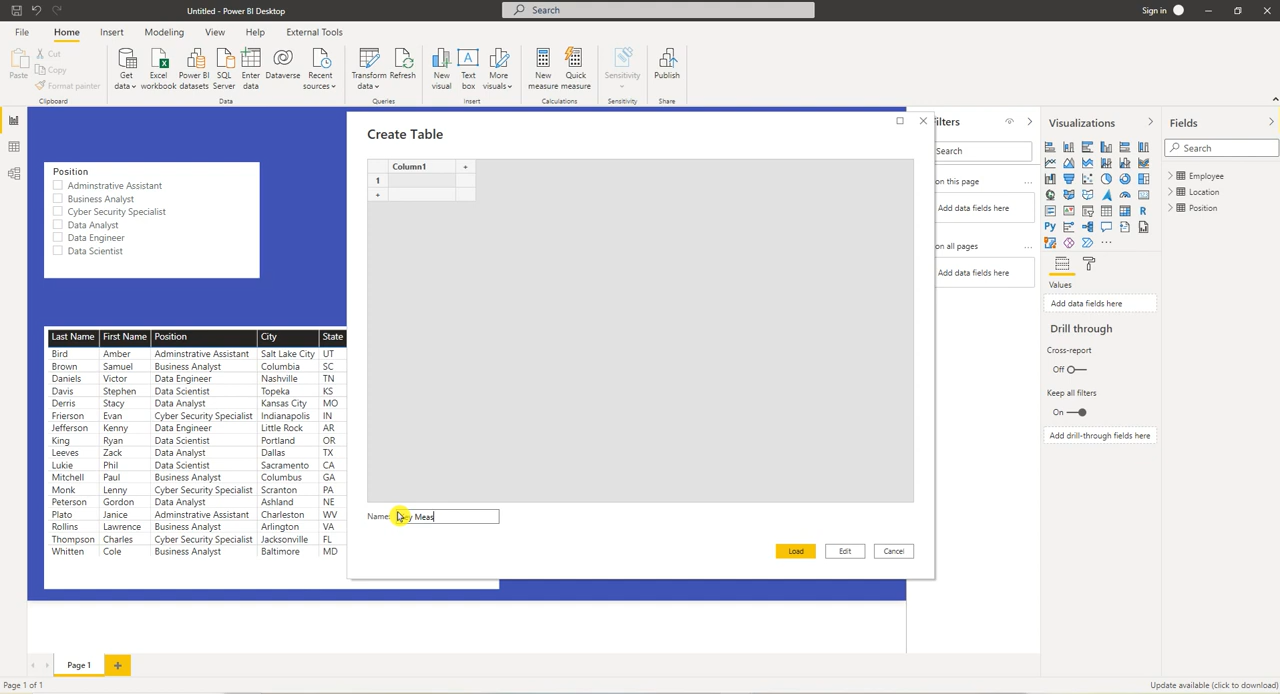 Untitled - Power BI Desktop
Search
Sign in
File
Home
Insert
Modeling
View
Help
External Tools
Paste
Cut
Copy
Format painter
Clipboard
Get data
Excel workbook
Power BI datasets
SQL Server
Enter data
Dataverse
Recent sources
Data
Transform data
Refresh
Queries
New visual
Text box
More visuals
Insert
New measure
Quick measure
Calculations
Sensitivity
Sensitivity
Publish
Share
Position
Adminstrative Assistant
Business Analyst
Cyber Security Specialist
Data Analyst
Data Engineer
Data Scientist
Last Name First Name Position City State
Bird Amber Adminstrative Assistant Salt Lake City UT
Brown Samuel Business Analyst Columbia SC
Daniels Victor Data Engineer Nashville TN
Davis Stephen Data Scientist Topeka KS
Derris Stacy Data Analyst Kansas City MO
Frierson Evan Cyber Security Specialist Indianapolis IN
Jefferson Kenny Data Engineer Little Rock AR
King Ryan Data Scientist Portland OR
Leeves Zack Data Analyst Dallas TX
Lukie Phil Data Scientist Sacramento CA
Mitchell Paul Business Analyst Columbus GA
Monk Lenny Cyber Security Specialist Scranton PA
Peterson Gordon Data Analyst Ashland NE
Plato Janice Adminstrative Assistant Charleston WV
Rollins Lawrence Business Analyst Arlington VA
Thompson Charles Cyber Security Specialist Jacksonville FL
Whitten Cole Business Analyst Baltimore MD
Create Table
Column1 +
1
+
Name: Meas
Load
Edit
Cancel
Search
on this page ...
Add data fields here
on all pages ...
Add data fields here
Visualizations
R
Py
...
Values
Add data fields here
Drill through
Cross-report
Off
Keep all filters
On
Add drill-through fields here
Fields
Search
Employee
Location
Position
Page 1
+
Page 1 of 1
Update available (click to download)